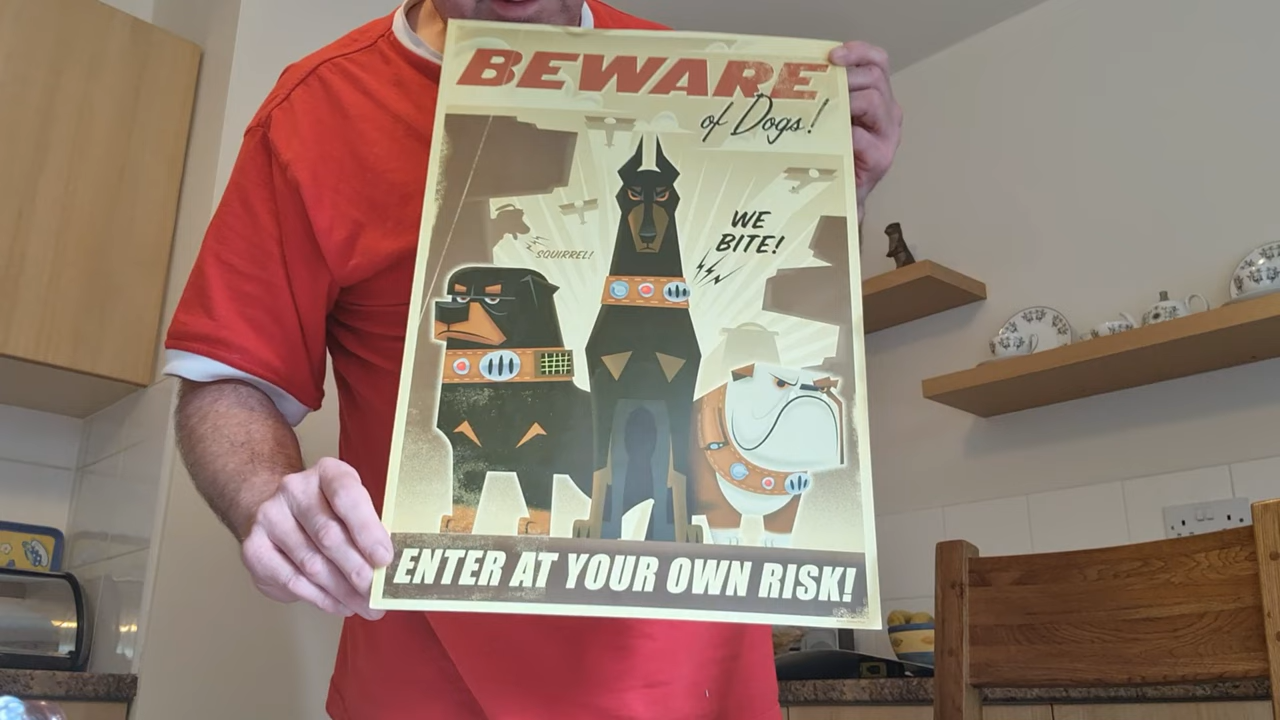 BEWARE
of Dogs!
WE
BITE!
SQUIRREL!
ENTER AT YOUR OWN RISK!